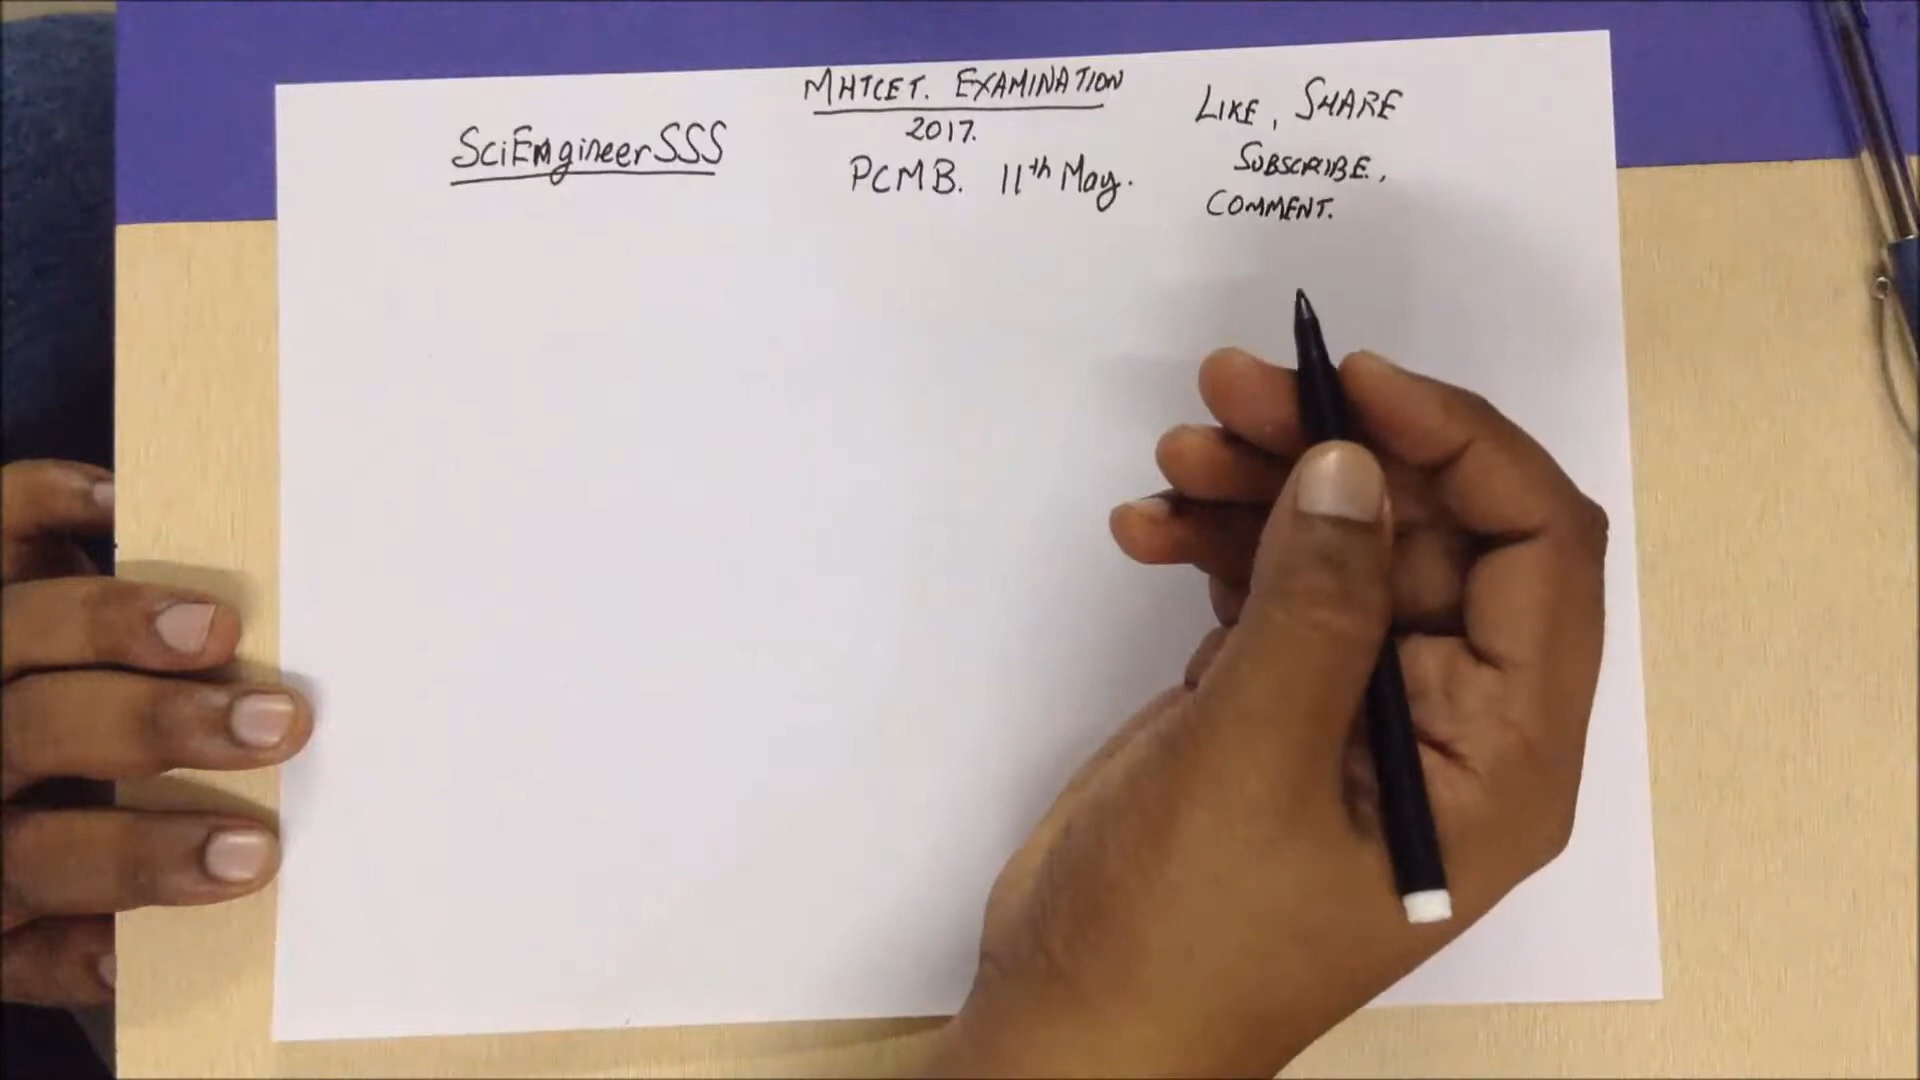 SciEngineerSSS
MHTCET. EXAMINATION
2017.
PCMB. 11th May.
LIKE, SHARE
SUBSCRIBE.,
COMMENT.